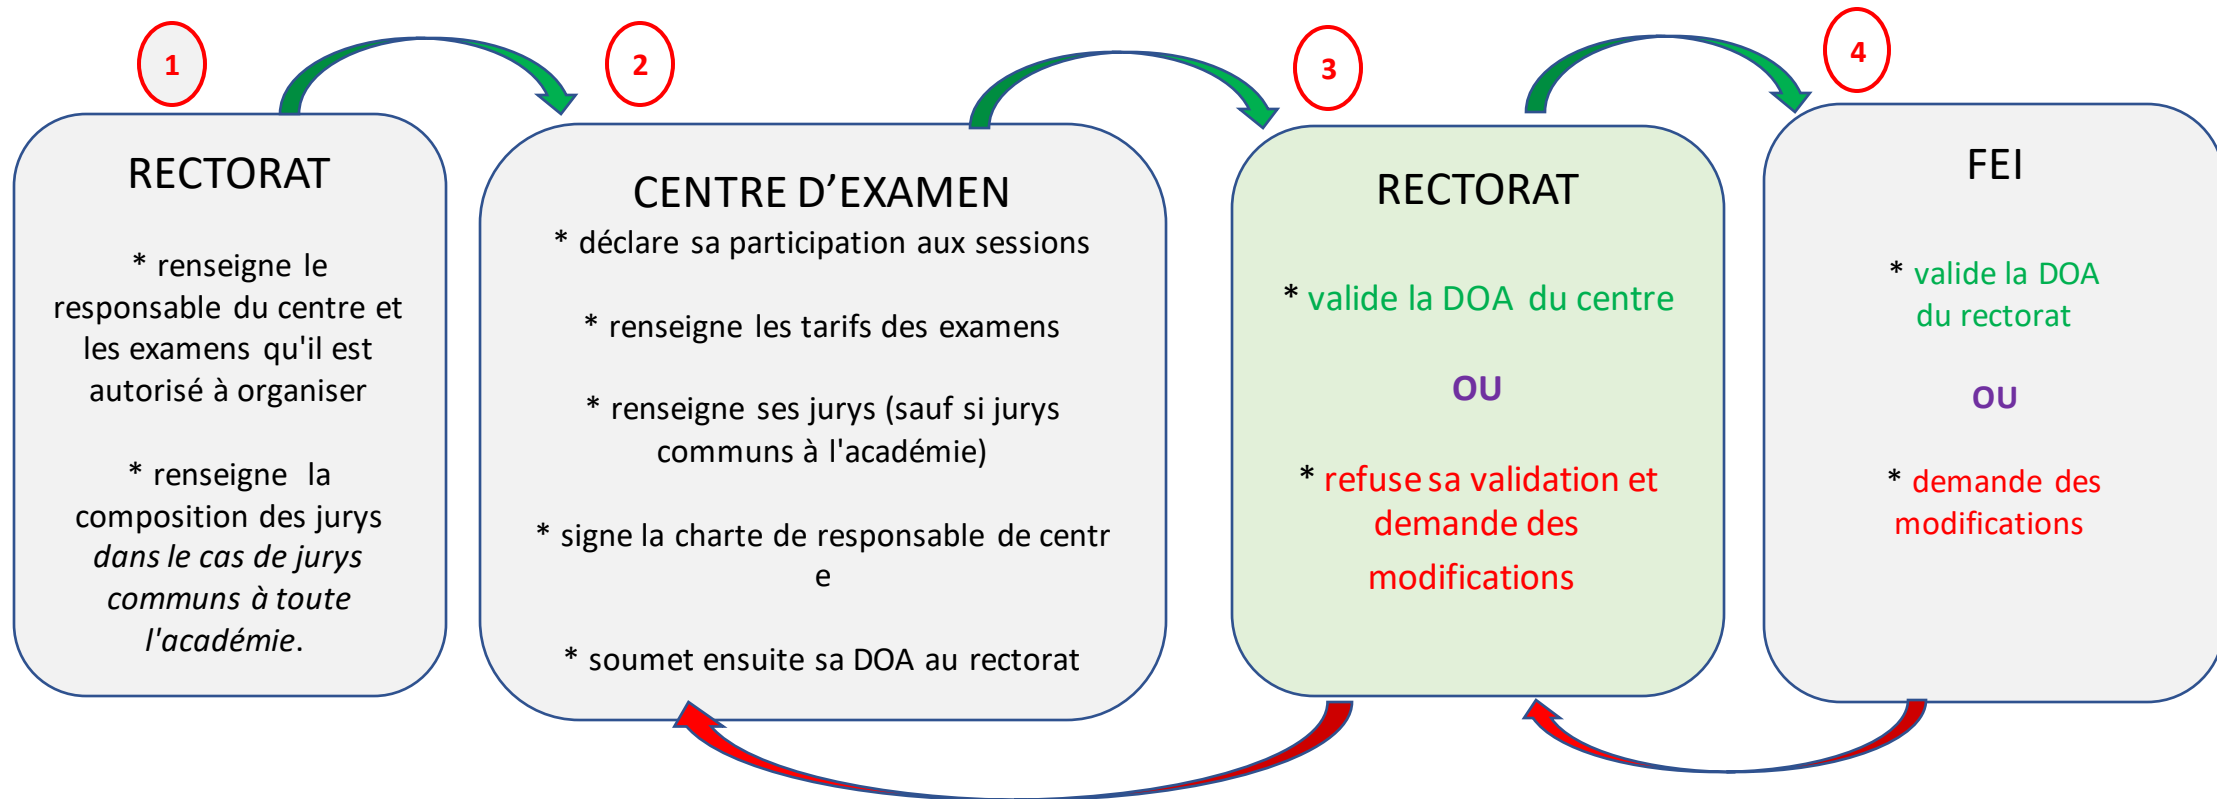 1
RECTORAT
* renseigne le
responsable du centre et
les examens qu'il est
autorisé à organiser
* renseigne la
composition des jurys
dans le cas de jurys
communs à toute
l'académie.
2
CENTRE D’EXAMEN
* déclare sa participation aux sessions
* renseigne les tarifs des examens
* renseigne ses jurys (sauf si jurys
communs à l'académie)
* signe la charte de responsable de centr
e
* soumet ensuite sa DOA au rectorat
3
RECTORAT
* valide la DOA du centre
OU
* refuse sa validation et
demande des
modifications
4
FEI
* valide la DOA
du rectorat
OU
* demande des
modifications